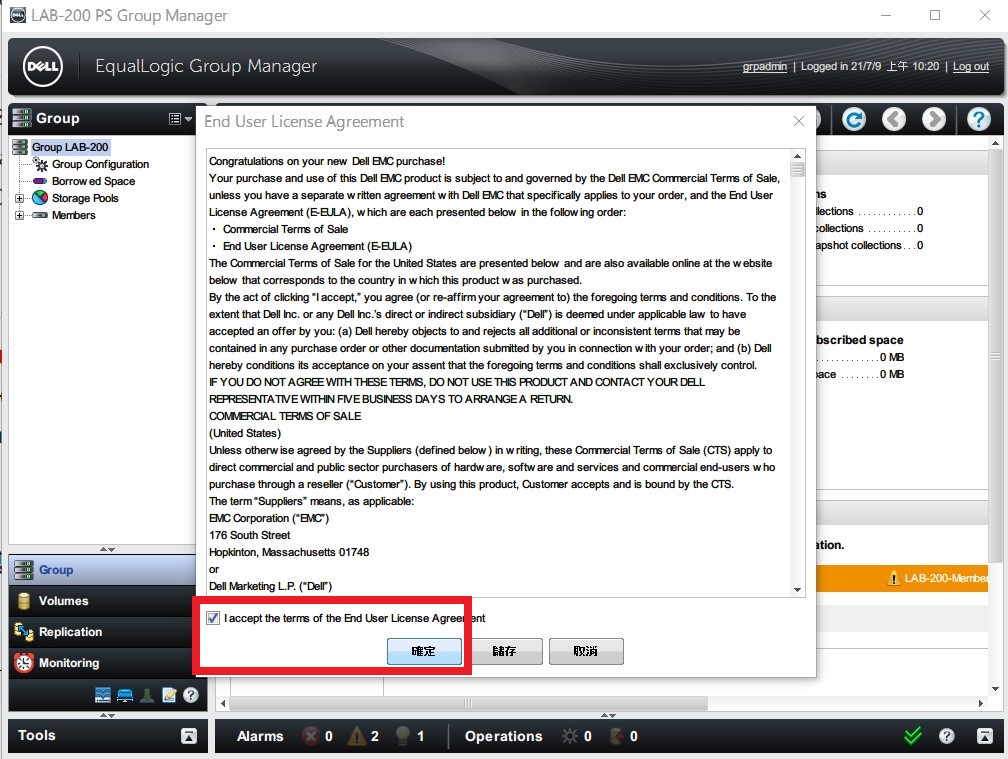 LAB-200 PS Group Manager
DELL
EqualLogic Group Manager
grpadmin | Logged in 21/7/9 上午 10:20 | Log out
Group
Group LAB-200
Group Configuration
Borrowed Space
Storage Pools
Members
End User License Agreement
Congratulations on your new Dell EMC purchase!
Your purchase and use of this Dell EMC product is subject to and governed by the Dell EMC Commercial Terms of Sale,
unless you have a separate written agreement with Dell EMC that specifically applies to your order, and the End User
License Agreement (E-EULA), which are each presented below in the following order:
· Commercial Terms of Sale
· End User License Agreement (E-EULA)
The Commercial Terms of Sale for the United States are presented below and are also available online at the website
below that corresponds to the country in which this product was purchased.
By the act of clicking “I accept,” you agree (or re-affirm your agreement to) the foregoing terms and conditions. To the
extent that Dell Inc. or any Dell Inc.’s direct or indirect subsidiary (“Dell”) is deemed under applicable law to have
accepted an offer by you: (a) Dell hereby objects to and rejects all additional or inconsistent terms that may be
contained in any purchase order or other documentation submitted by you in connection with your order; and (b) Dell
hereby conditions its acceptance on your assent that the foregoing terms and conditions shall exclusively control.
IF YOU DO NOT AGREE WITH THESE TERMS, DO NOT USE THIS PRODUCT AND CONTACT YOUR DELL
REPRESENTATIVE WITHIN FIVE BUSINESS DAYS TO ARRANGE A RETURN.
COMMERCIAL TERMS OF SALE
(United States)
Unless otherwise agreed by the Suppliers (defined below) in writing, these Commercial Terms of Sale (CTS) apply to
direct commercial and public sector purchasers of hardware, software and services and commercial end-users who
purchase through a reseller (“Customer”). By using this product, Customer accepts and is bound by the CTS.
The term “Suppliers” means, as applicable:
EMC Corporation (“EMC”)
176 South Street
Hopkinton, Massachusetts 01748
or
Dell Marketing L.P. (“Dell”)
I accept the terms of the End User License Agreement
確定 儲存 取消
ns
llections ........... 0
collections ......... 0
apshot collections... 0
bscribed space
............. 0 MB
pace ........ 0 MB
ation.
LAB-200-Member
Group
Volumes
Replication
Monitoring
Tools
Alarms 0 2 1 Operations 0 0